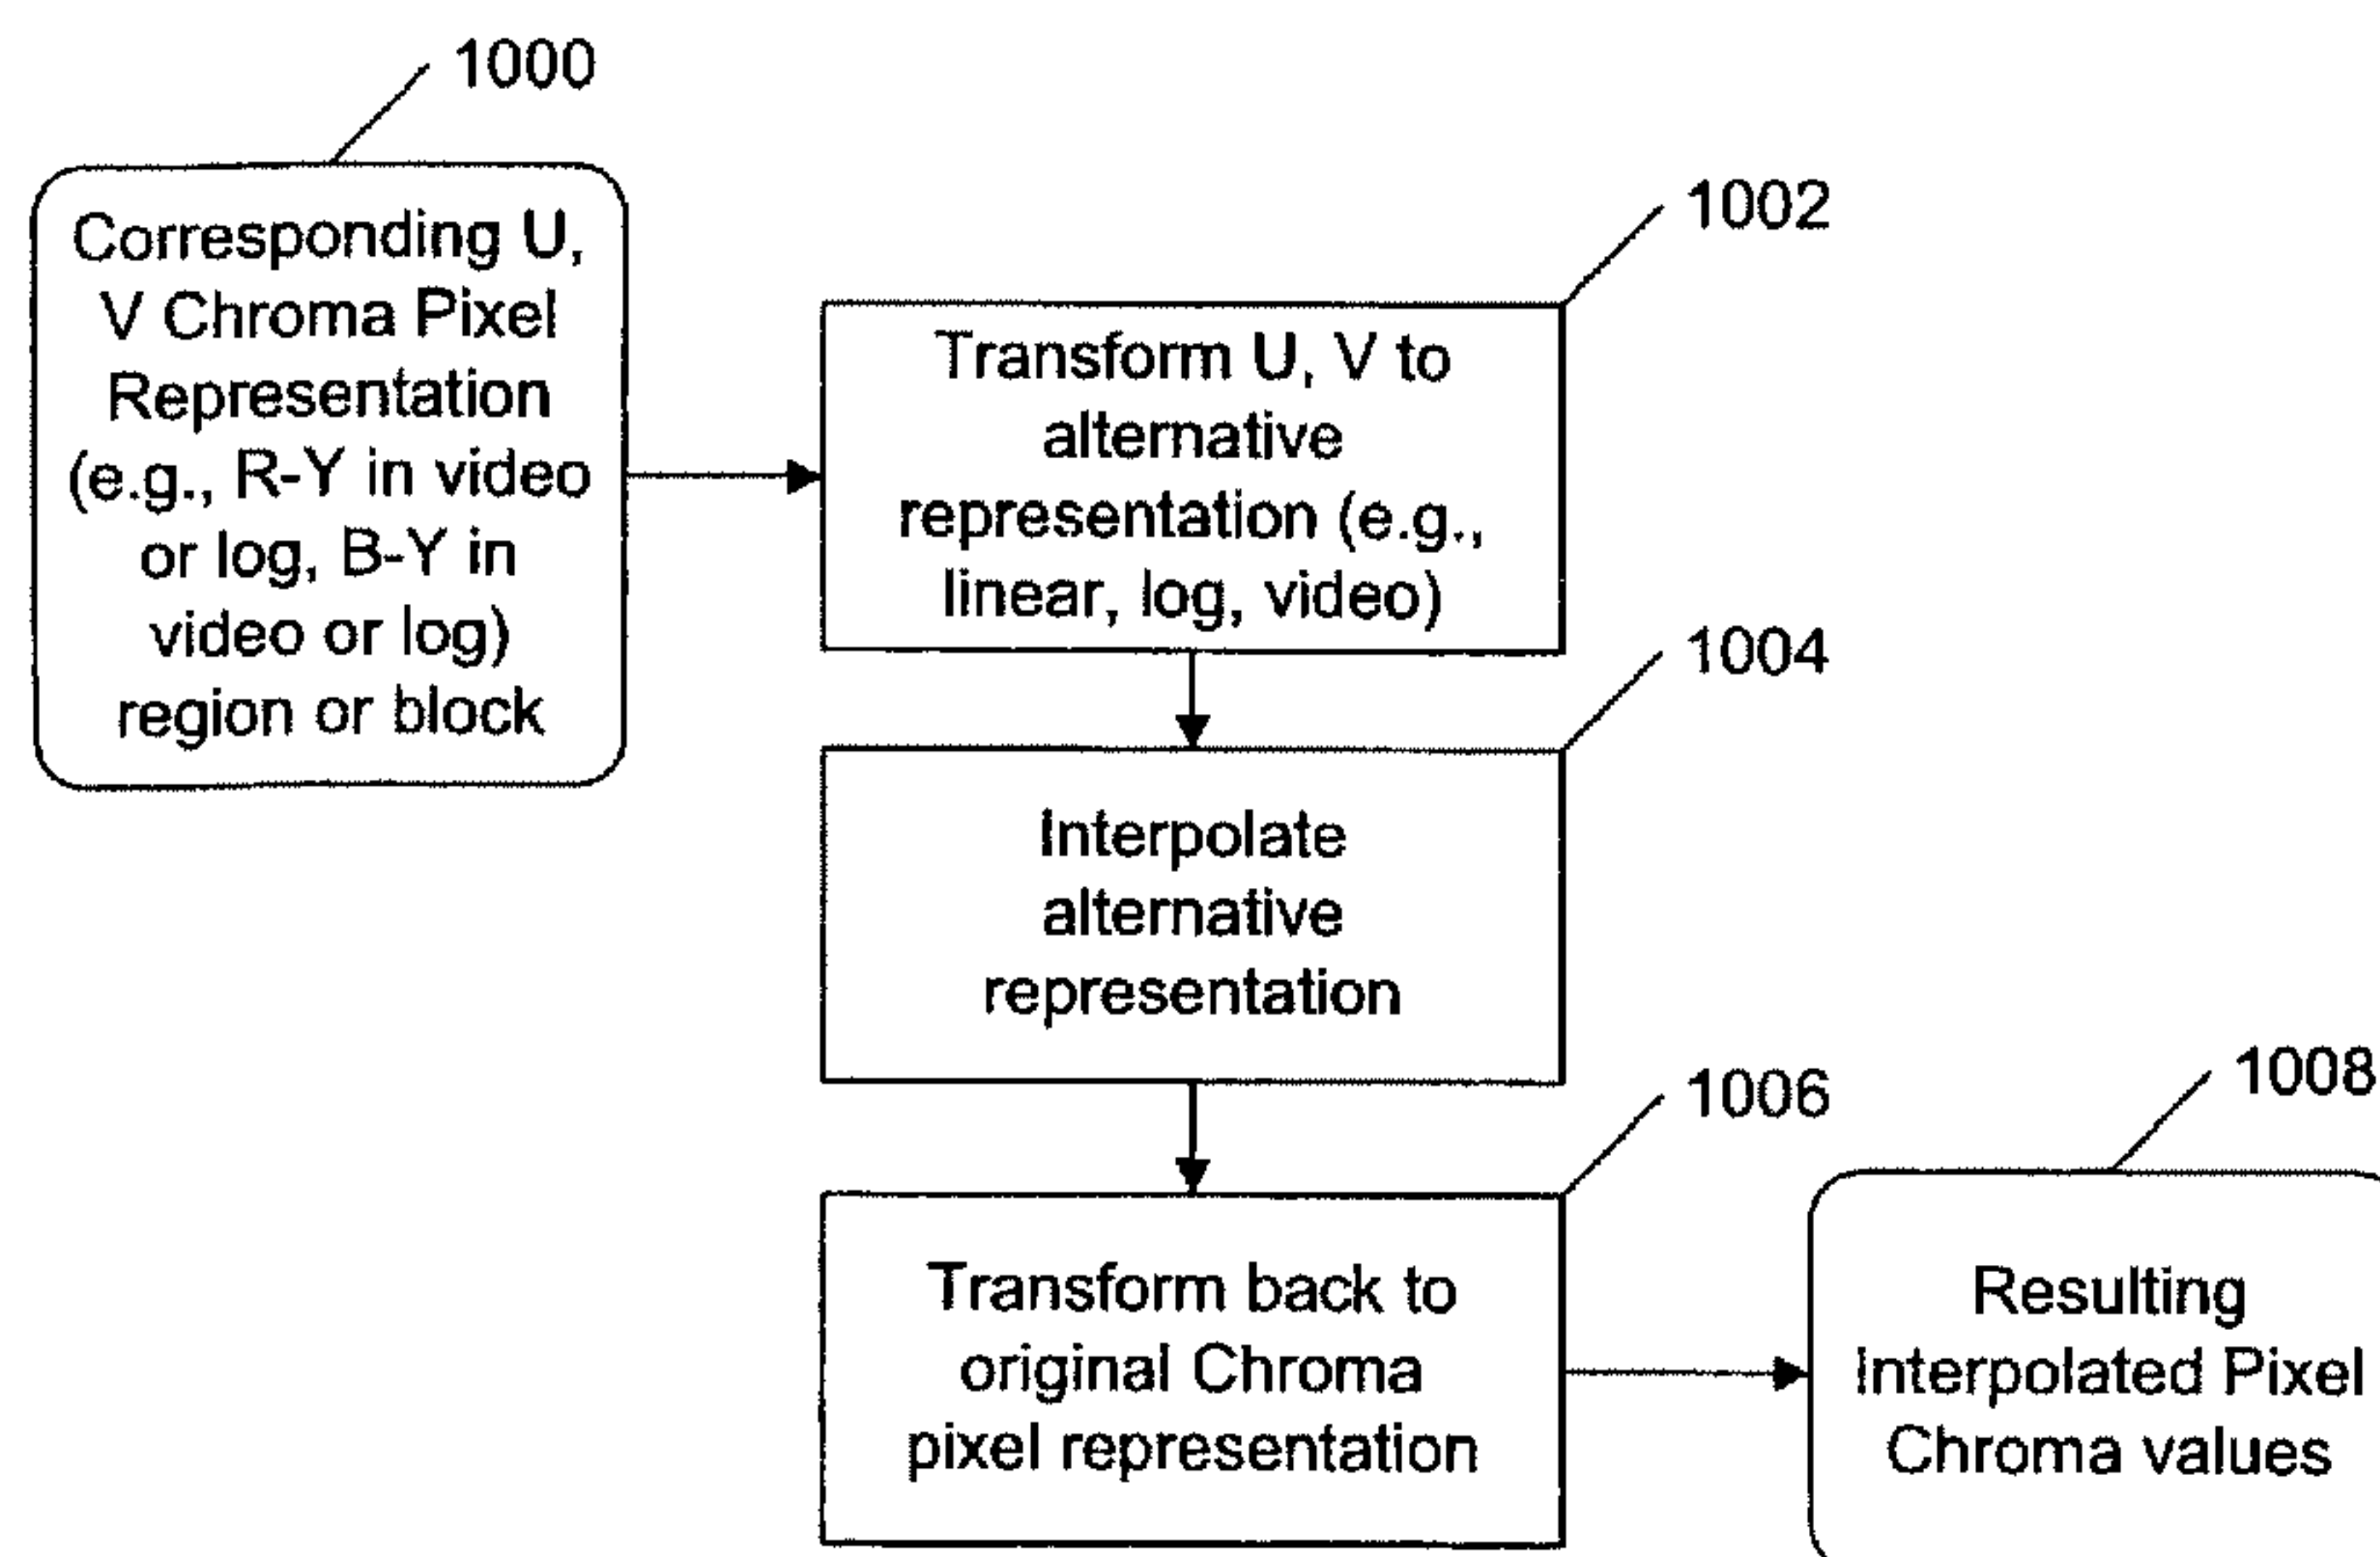 1000
Corresponding U,
V Chroma Pixel
Representation
(e.g., R-Y in video
or log, B-Y in
video or log)
region or block
1002
Transform U, V to
alternative
representation (e.g.,
linear, log, video)
1004
Interpolate
alternative
representation
1006
Transform back to
original Chroma
pixel representation
1008
Resulting
Interpolated Pixel
Chroma values